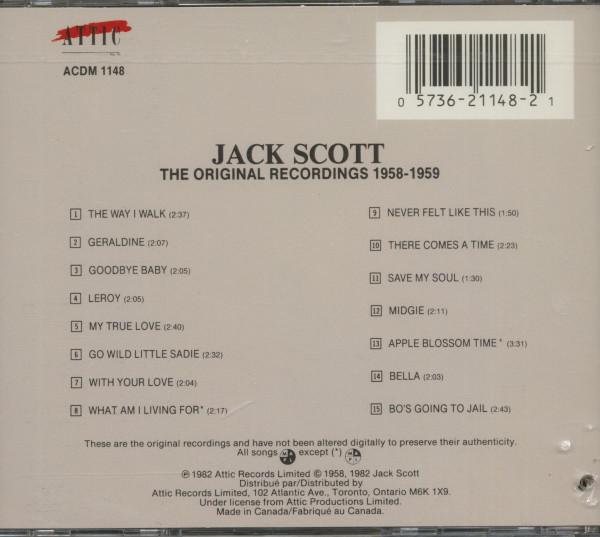 ATTIC
ACDM 1148
0 5736-21148-2 1
JACK SCOTT
THE ORIGINAL RECORDINGS 1958-1959
1 THE WAY I WALK (2:37)
2 GERALDINE (2:07)
3 GOODBYE BABY (2:05)
4 LEROY (2:05)
5 MY TRUE LOVE (2:40)
6 GO WILD LITTLE SADIE (2:32)
7 WITH YOUR LOVE (2:04)
8 WHAT AM I LIVING FOR* (2:17)
9 NEVER FELT LIKE THIS (1:50)
10 THERE COMES A TIME (2:23)
11 SAVE MY SOUL (1:30)
12 MIDGIE (2:11)
13 APPLE BLOSSOM TIME* (3:31)
14 BELLA (2:03)
15 BO'S GOING TO JAIL (2:43)
These are the original recordings and have not been altered digitally to preserve their authenticity.
All songs except (*)
℗ 1982 Attic Records Limited © 1958, 1982 Jack Scott
Distribué par/Distributed by
Attic Records Limited, 102 Atlantic Ave., Toronto, Ontario M6K 1X9.
Under license from Attic Productions Limited.
Made in Canada/Fabriqué au Canada.